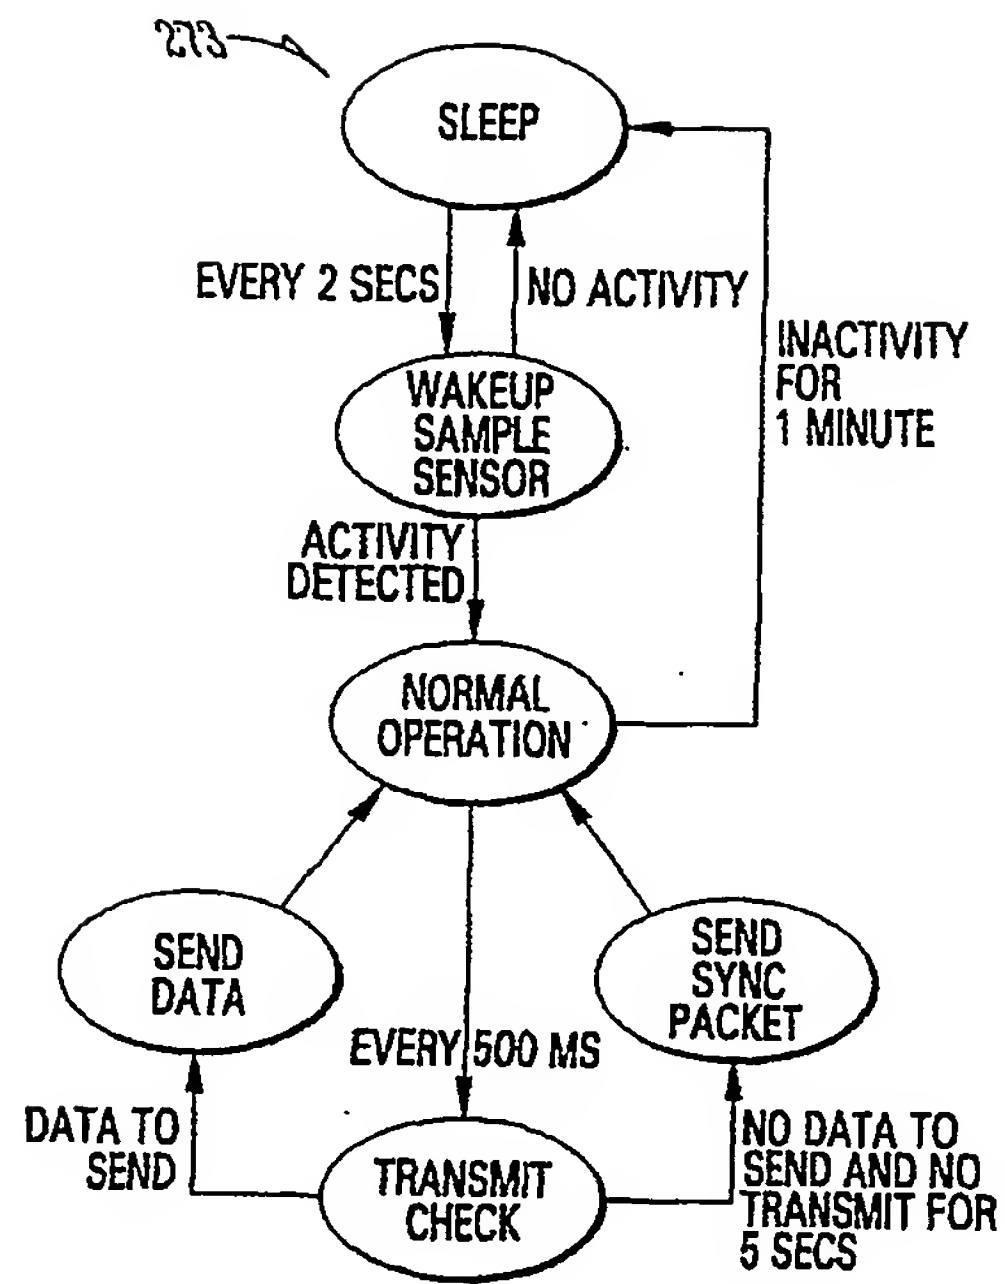 273
SLEEP
EVERY 2 SECS
NO ACTIVITY
INACTIVITY
FOR
1 MINUTE
WAKEUP
SAMPLE
SENSOR
ACTIVITY
DETECTED
NORMAL
OPERATION
SEND
DATA
SEND
SYNC
PACKET
EVERY 500 MS
DATA TO
SEND
TRANSMIT
CHECK
NO DATA TO
SEND AND NO
TRANSMIT FOR
5 SECS